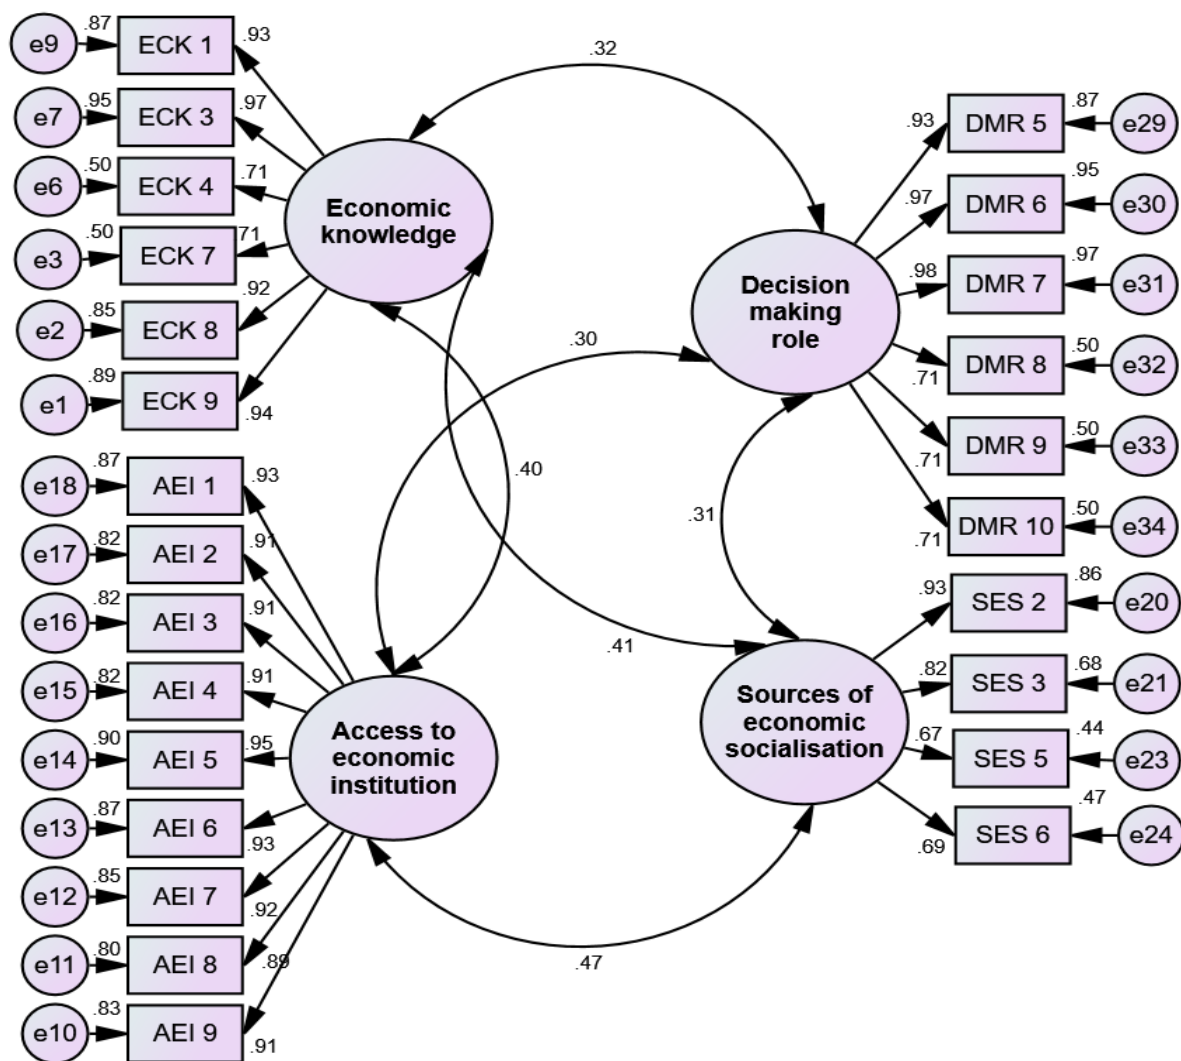 e9 .87 ECK 1 .93
e7 .95 ECK 3 .97
e6 .50 ECK 4 .71
e3 .50 ECK 7 71
e2 .85 ECK 8 .92
e1 .89 ECK 9 .94
Economic
knowledge
.32
.30
.40
.31
.41
.47
Decision
making
role
.93 DMR 5 .87 e29
.97 DMR 6 .95 e30
.98 DMR 7 .97 e31
.71 DMR 8 .50 e32
.71 DMR 9 .50 e33
.71 DMR 10 .50 e34
e18 .87 AEI 1 .93
e17 .82 AEI 2 .91
e16 .82 AEI 3 .91
e15 .82 AEI 4 .91
e14 .90 AEI 5 .95
e13 .87 AEI 6 .93
e12 .85 AEI 7 .92
e11 .80 AEI 8 .89
e10 .83 AEI 9 .91
Access to
economic
institution
Sources of
economic
socialisation
.93 SES 2 .86 e20
.82 SES 3 .68 e21
.67 SES 5 .44 e23
.69 SES 6 .47 e24